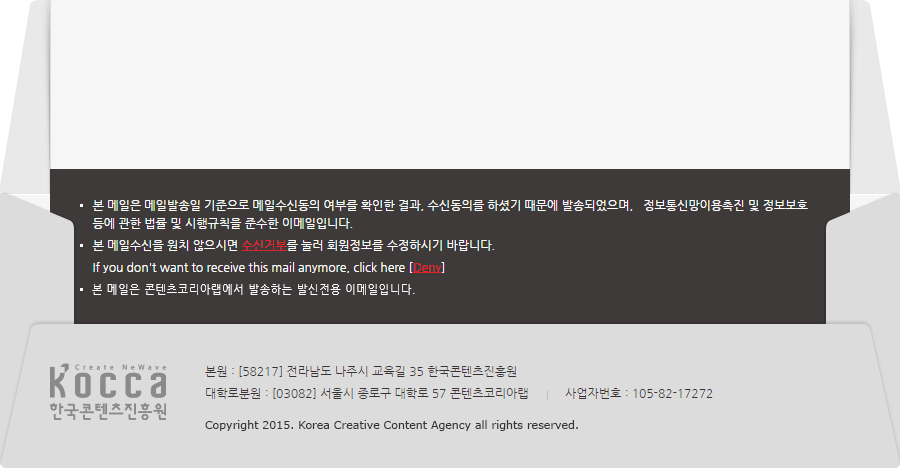 본 메일은 메일발송일 기준으로 메일수신동의 여부를 확인한 결과, 수신동의를 하셨기 때문에 발송되었으며, 정보통신망이용촉진 및 정보보호
등에 관한 법률 및 시행규칙을 준수한 이메일입니다.
본 메일수신을 원치 않으시면 수신거부를 눌러 회원정보를 수정하시기 바랍니다.
If you don't want to receive this mail anymore, click here [Deny]
본 메일은 콘텐츠코리아랩에서 발송하는 발신전용 이메일입니다.
Create NeWave
Kocca
한국콘텐츠진흥원
본원 : [58217] 전라남도 나주시 교육길 35 한국콘텐츠진흥원
대학로분원 : [03082] 서울시 종로구 대학로 57 콘텐츠코리아랩 | 사업자번호 : 105-82-17272
Copyright 2015. Korea Creative Content Agency all rights reserved.